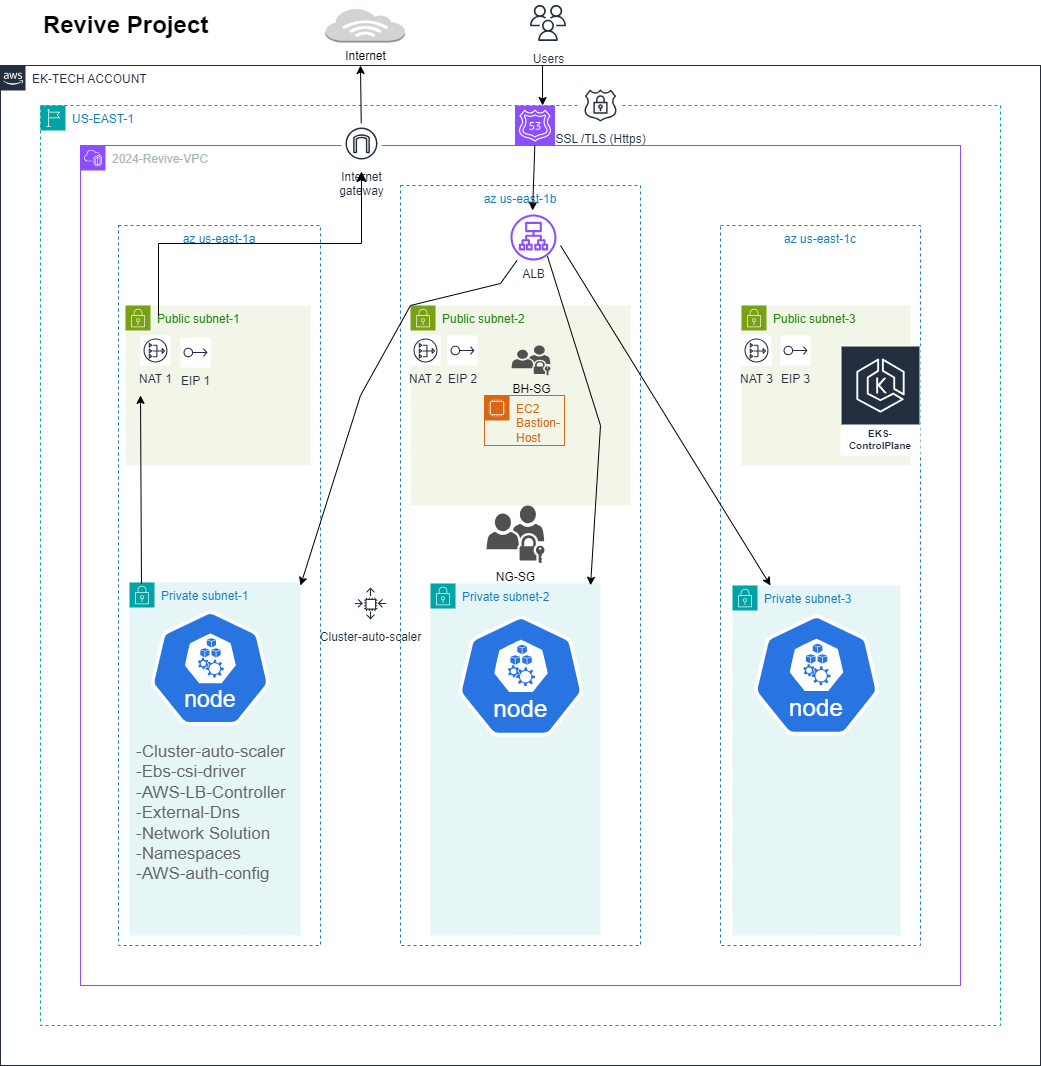 Revive Project
Internet
Users
aws
EK-TECH ACCOUNT
US-EAST-1
53
SSL /TLS (Https)
2024-Revive-VPC
Internet
gateway
az us-east-1a
az us-east-1b
az us-east-1c
ALB
Public subnet-1
Public subnet-2
Public subnet-3
NAT 1
EIP 1
NAT 2
EIP 2
NAT 3
EIP 3
BH-SG
EC2
Bastion-
Host
K
EKS-
ControlPlane
NG-SG
Private subnet-1
Private subnet-2
Private subnet-3
Cluster-auto-scaler
node
node
node
-Cluster-auto-scaler
-Ebs-csi-driver
-AWS-LB-Controller
-External-Dns
-Network Solution
-Namespaces
-AWS-auth-config